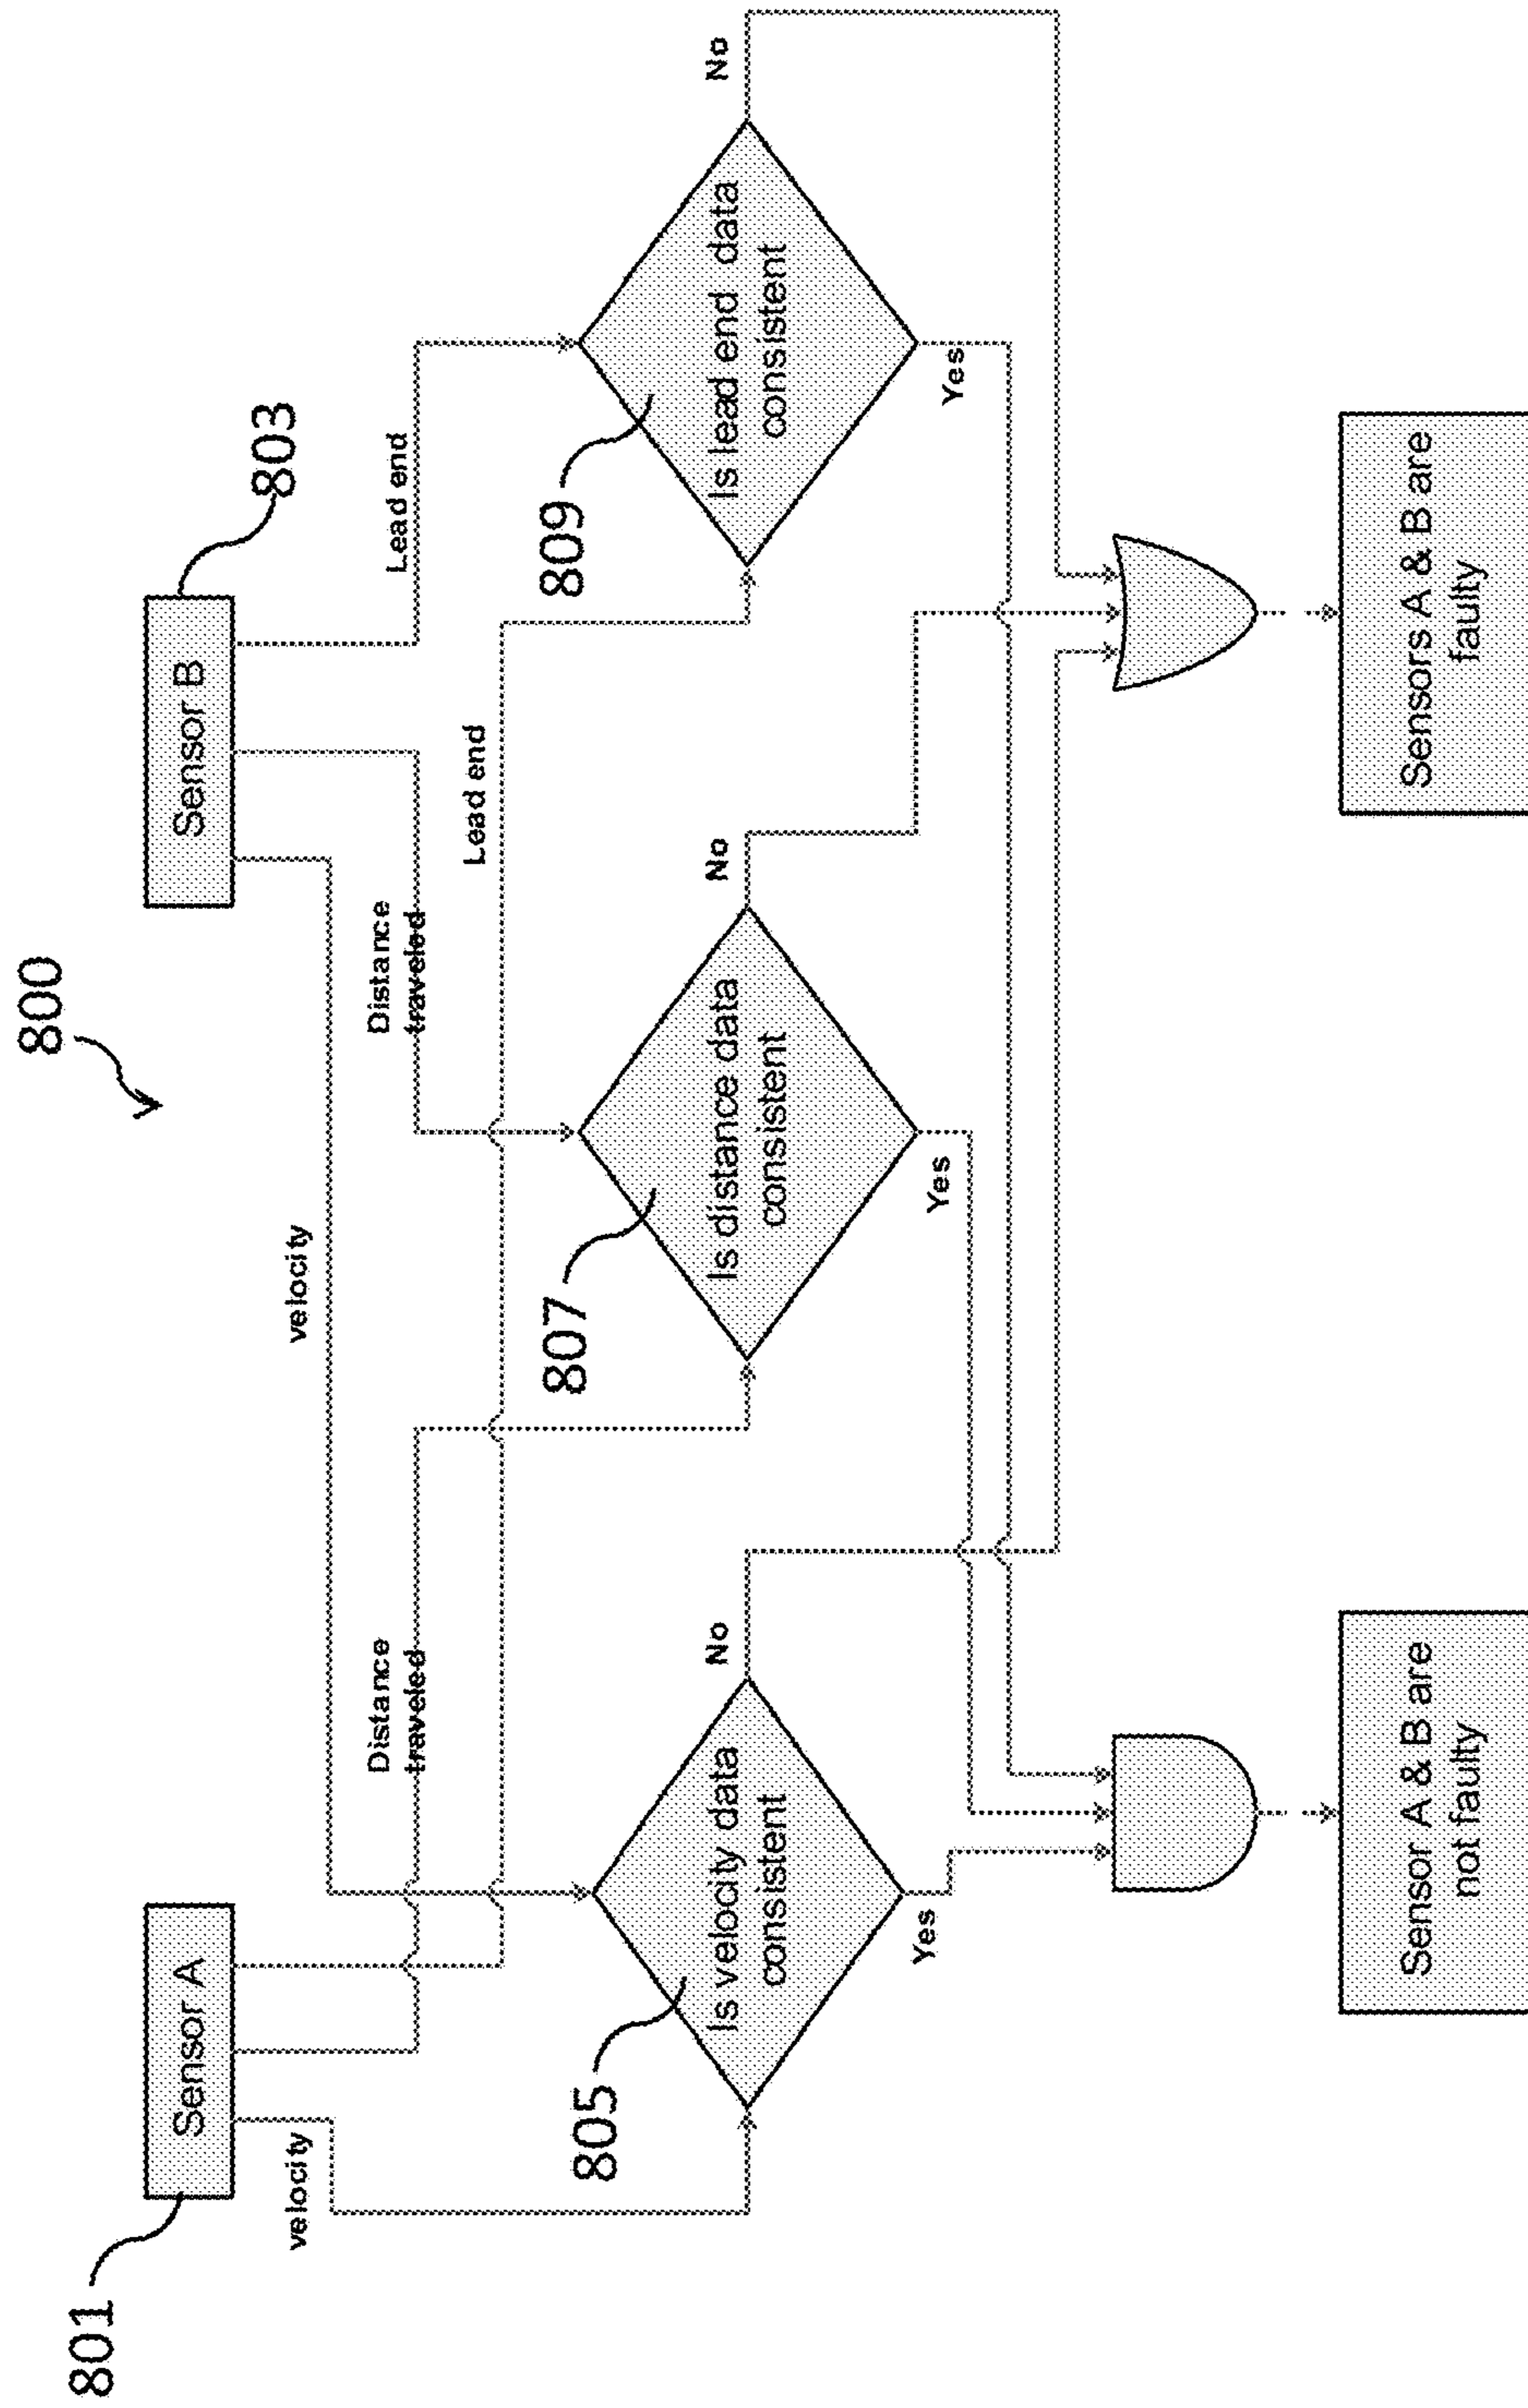 800
801
Sensor A
Sensor B
803
velocity
velocity
Distance
traveled
Distance
traveled
Lead end
Lead end
805
Is velocity data
consistent
No
Yes
807
Is distance data
consistent
No
Yes
809
Is lead end data
consistent
No
Yes
Sensor A & B are
not faulty
Sensors A & B are
faulty